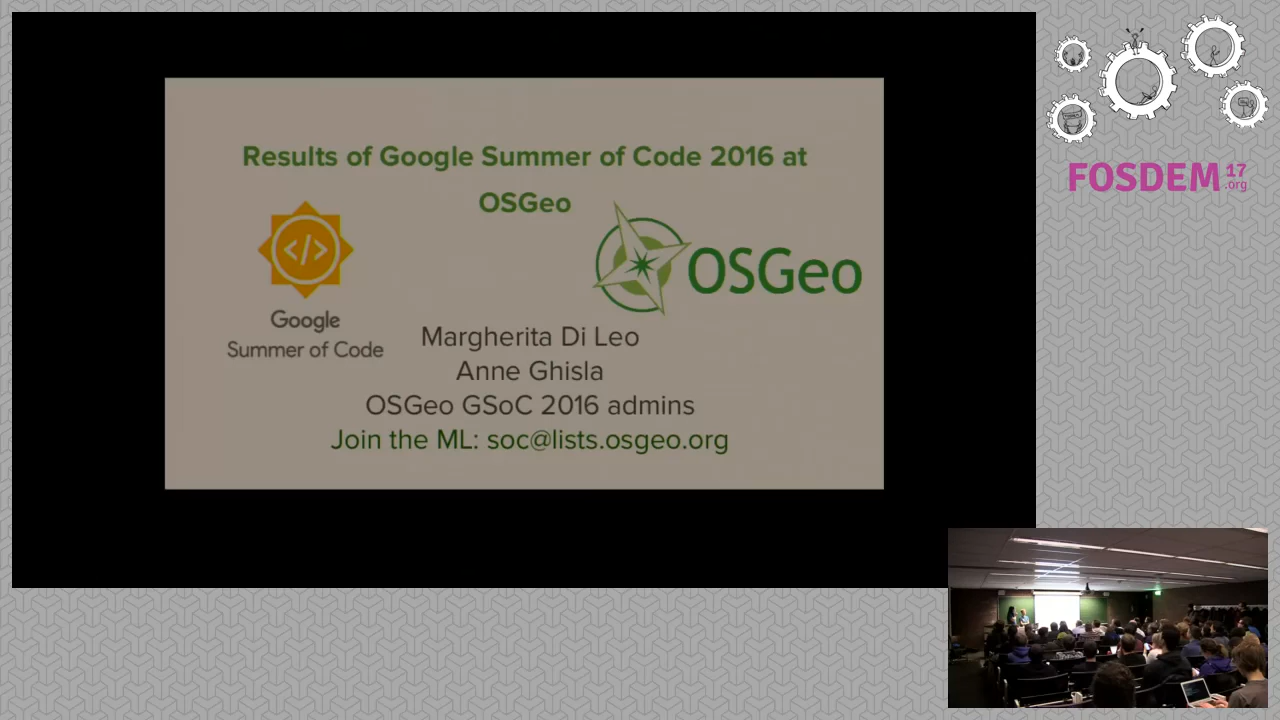 Results of Google Summer of Code 2016 at
OSGeo
</>
OSGeo
Google
Summer of Code
Margherita Di Leo
Anne Ghisla
OSGeo GSoC 2016 admins
Join the ML: soc@lists.osgeo.org
FOSDEM 17
.org